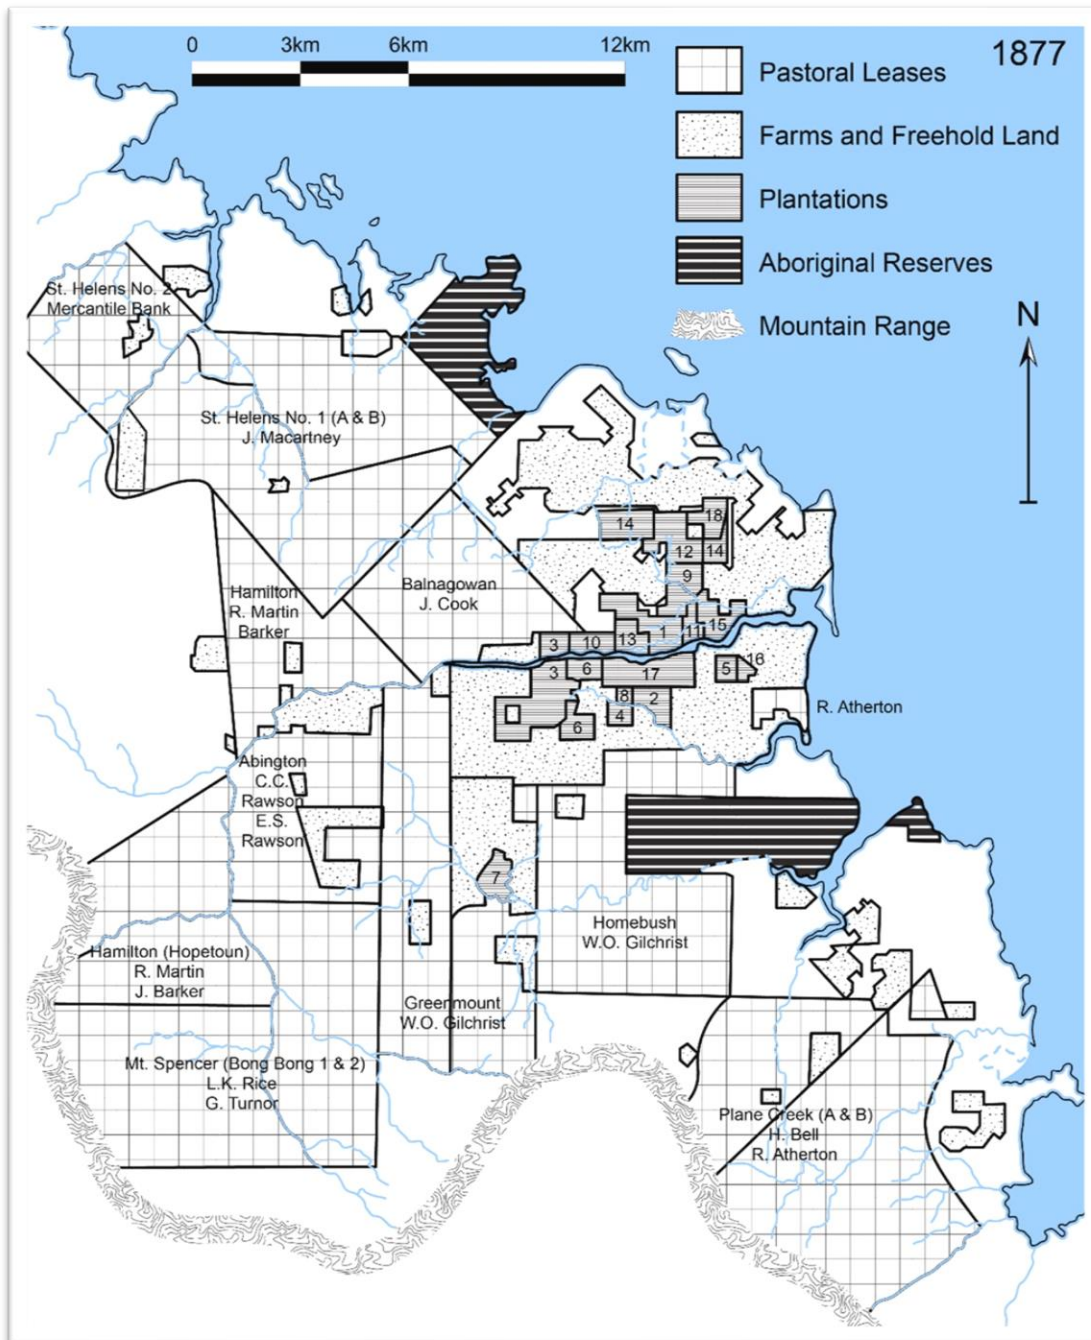 0 3km 6km 12km
1877
Pastoral Leases
Farms and Freehold Land
Plantations
Aboriginal Reserves
Mountain Range
N
St. Helens No. 2
Mercantile Bank
St. Helens No. 1 (A & B)
J. Macartney
Balnagowan
J. Cook
Hamilton
R. Martin
Barker
18
14
12
14
9
15
1
11
13
10
3
3
6
17
5
16
8
2
4
6
R. Atherton
Abington
C.C.
Rawson
E.S.
Rawson
7
Homebush
W.O. Gilchrist
Hamilton (Hopetoun)
R. Martin
J. Barker
Greenmount
W.O. Gilchrist
Mt. Spencer (Bong Bong 1 & 2)
L.K. Rice
G. Turnor
Plane Creek (A & B)
H. Bell
R. Atherton